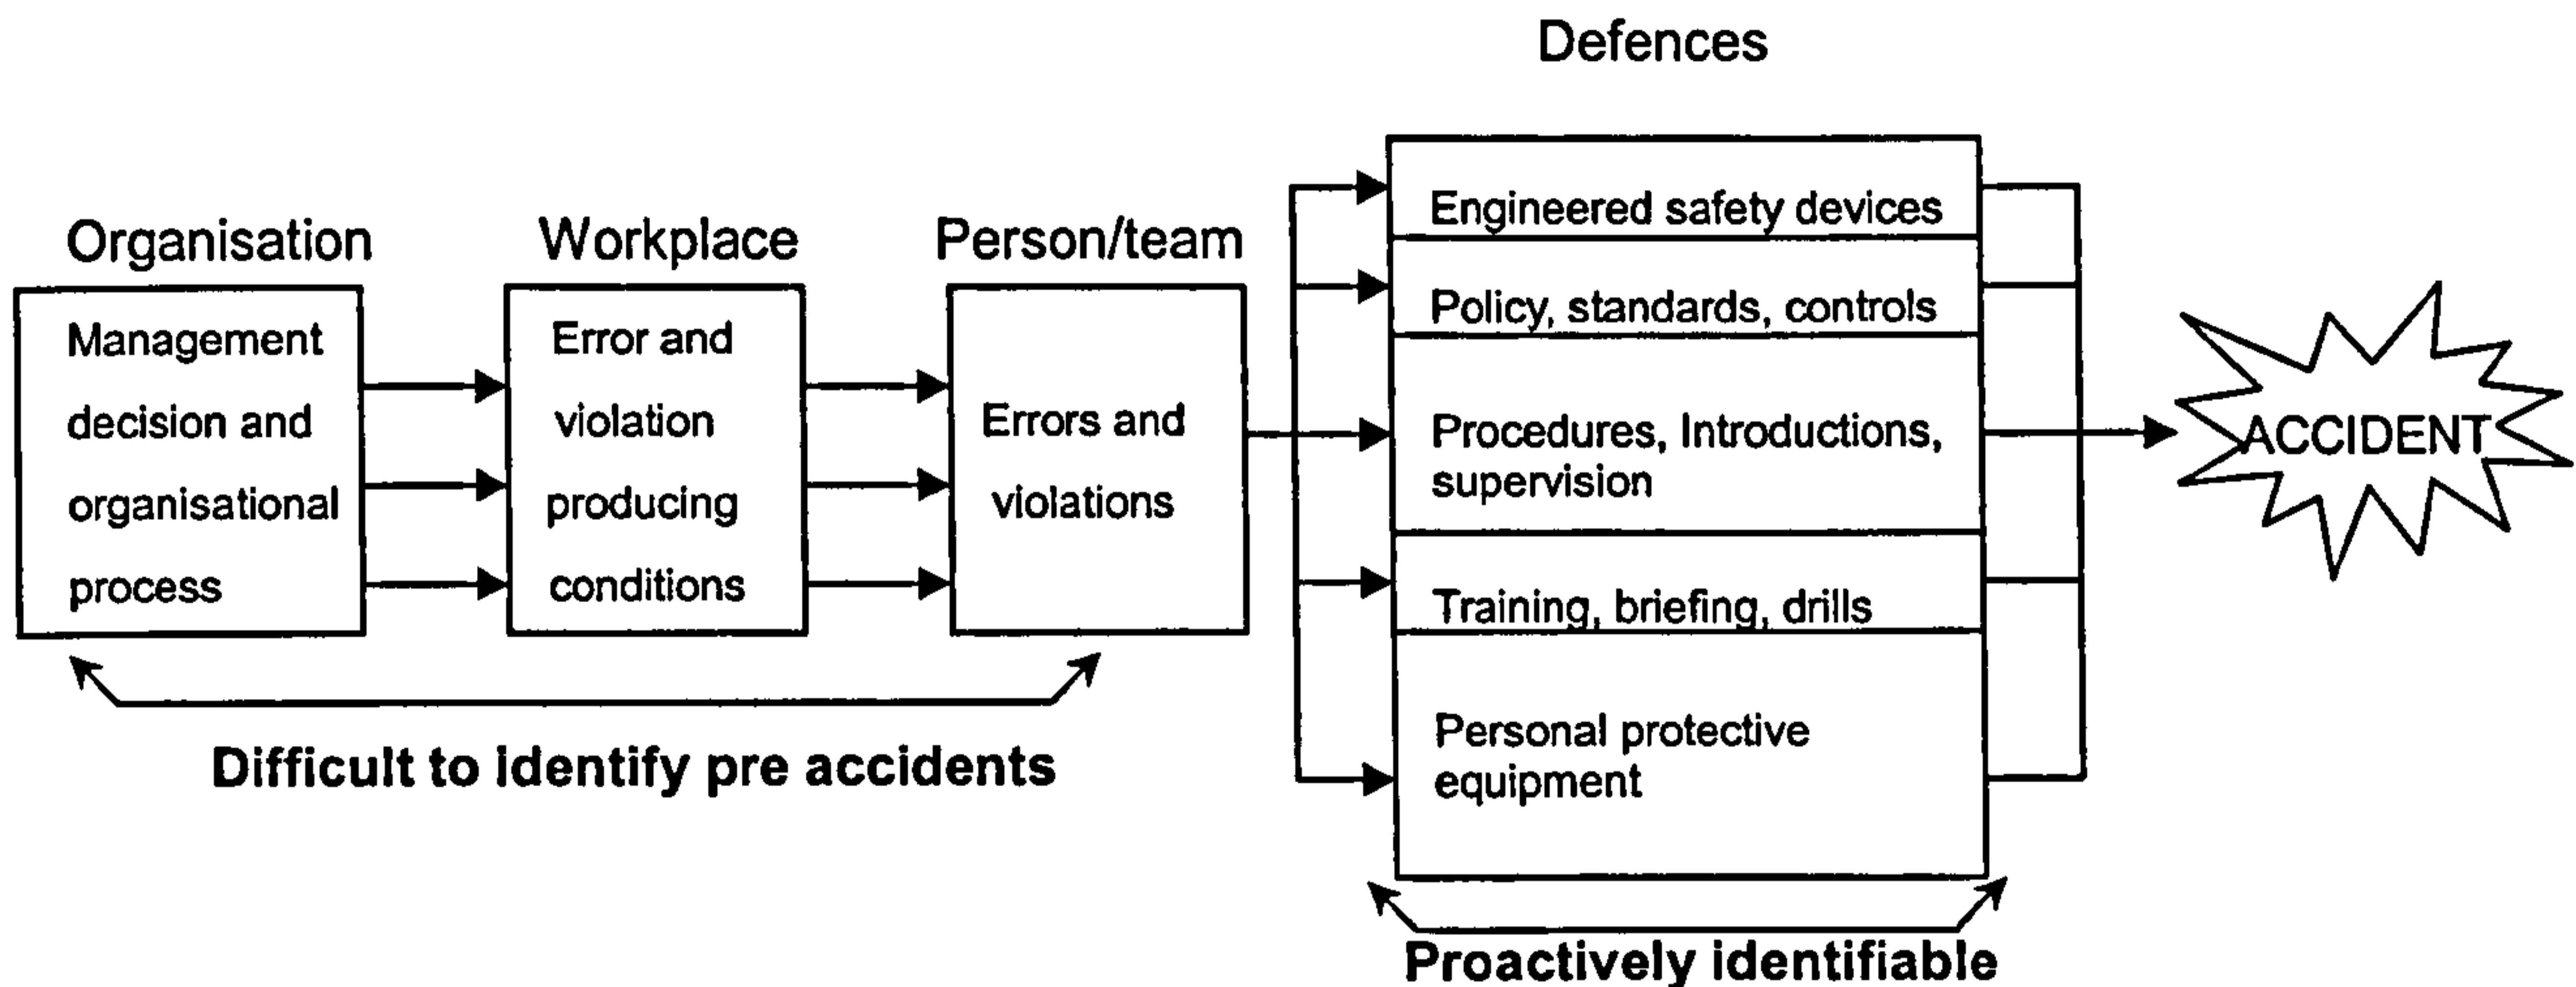 Defences
Organisation
Management
decision and
organisational
process
Workplace
Error and
violation
producing
conditions
Person/team
Errors and
violations
Engineered safety devices
Policy, standards, controls
Procedures, Introductions,
supervision
Training, briefing, drills
Personal protective
equipment
ACCIDENT
Difficult to identify pre accidents
Proactively identifiable